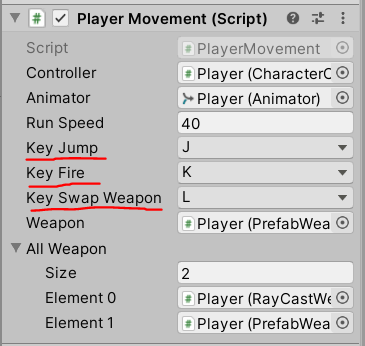 Player Movement (Script)
Script PlayerMovement
Controller Player (CharacterC
Animator Player (Animator)
Run Speed 40
Key Jump J
Key Fire K
Key Swap Weapon L
Weapon Player (PrefabWea
All Weapon
Size 2
Element 0 Player (RayCastWe
Element 1 Player (PrefabWea